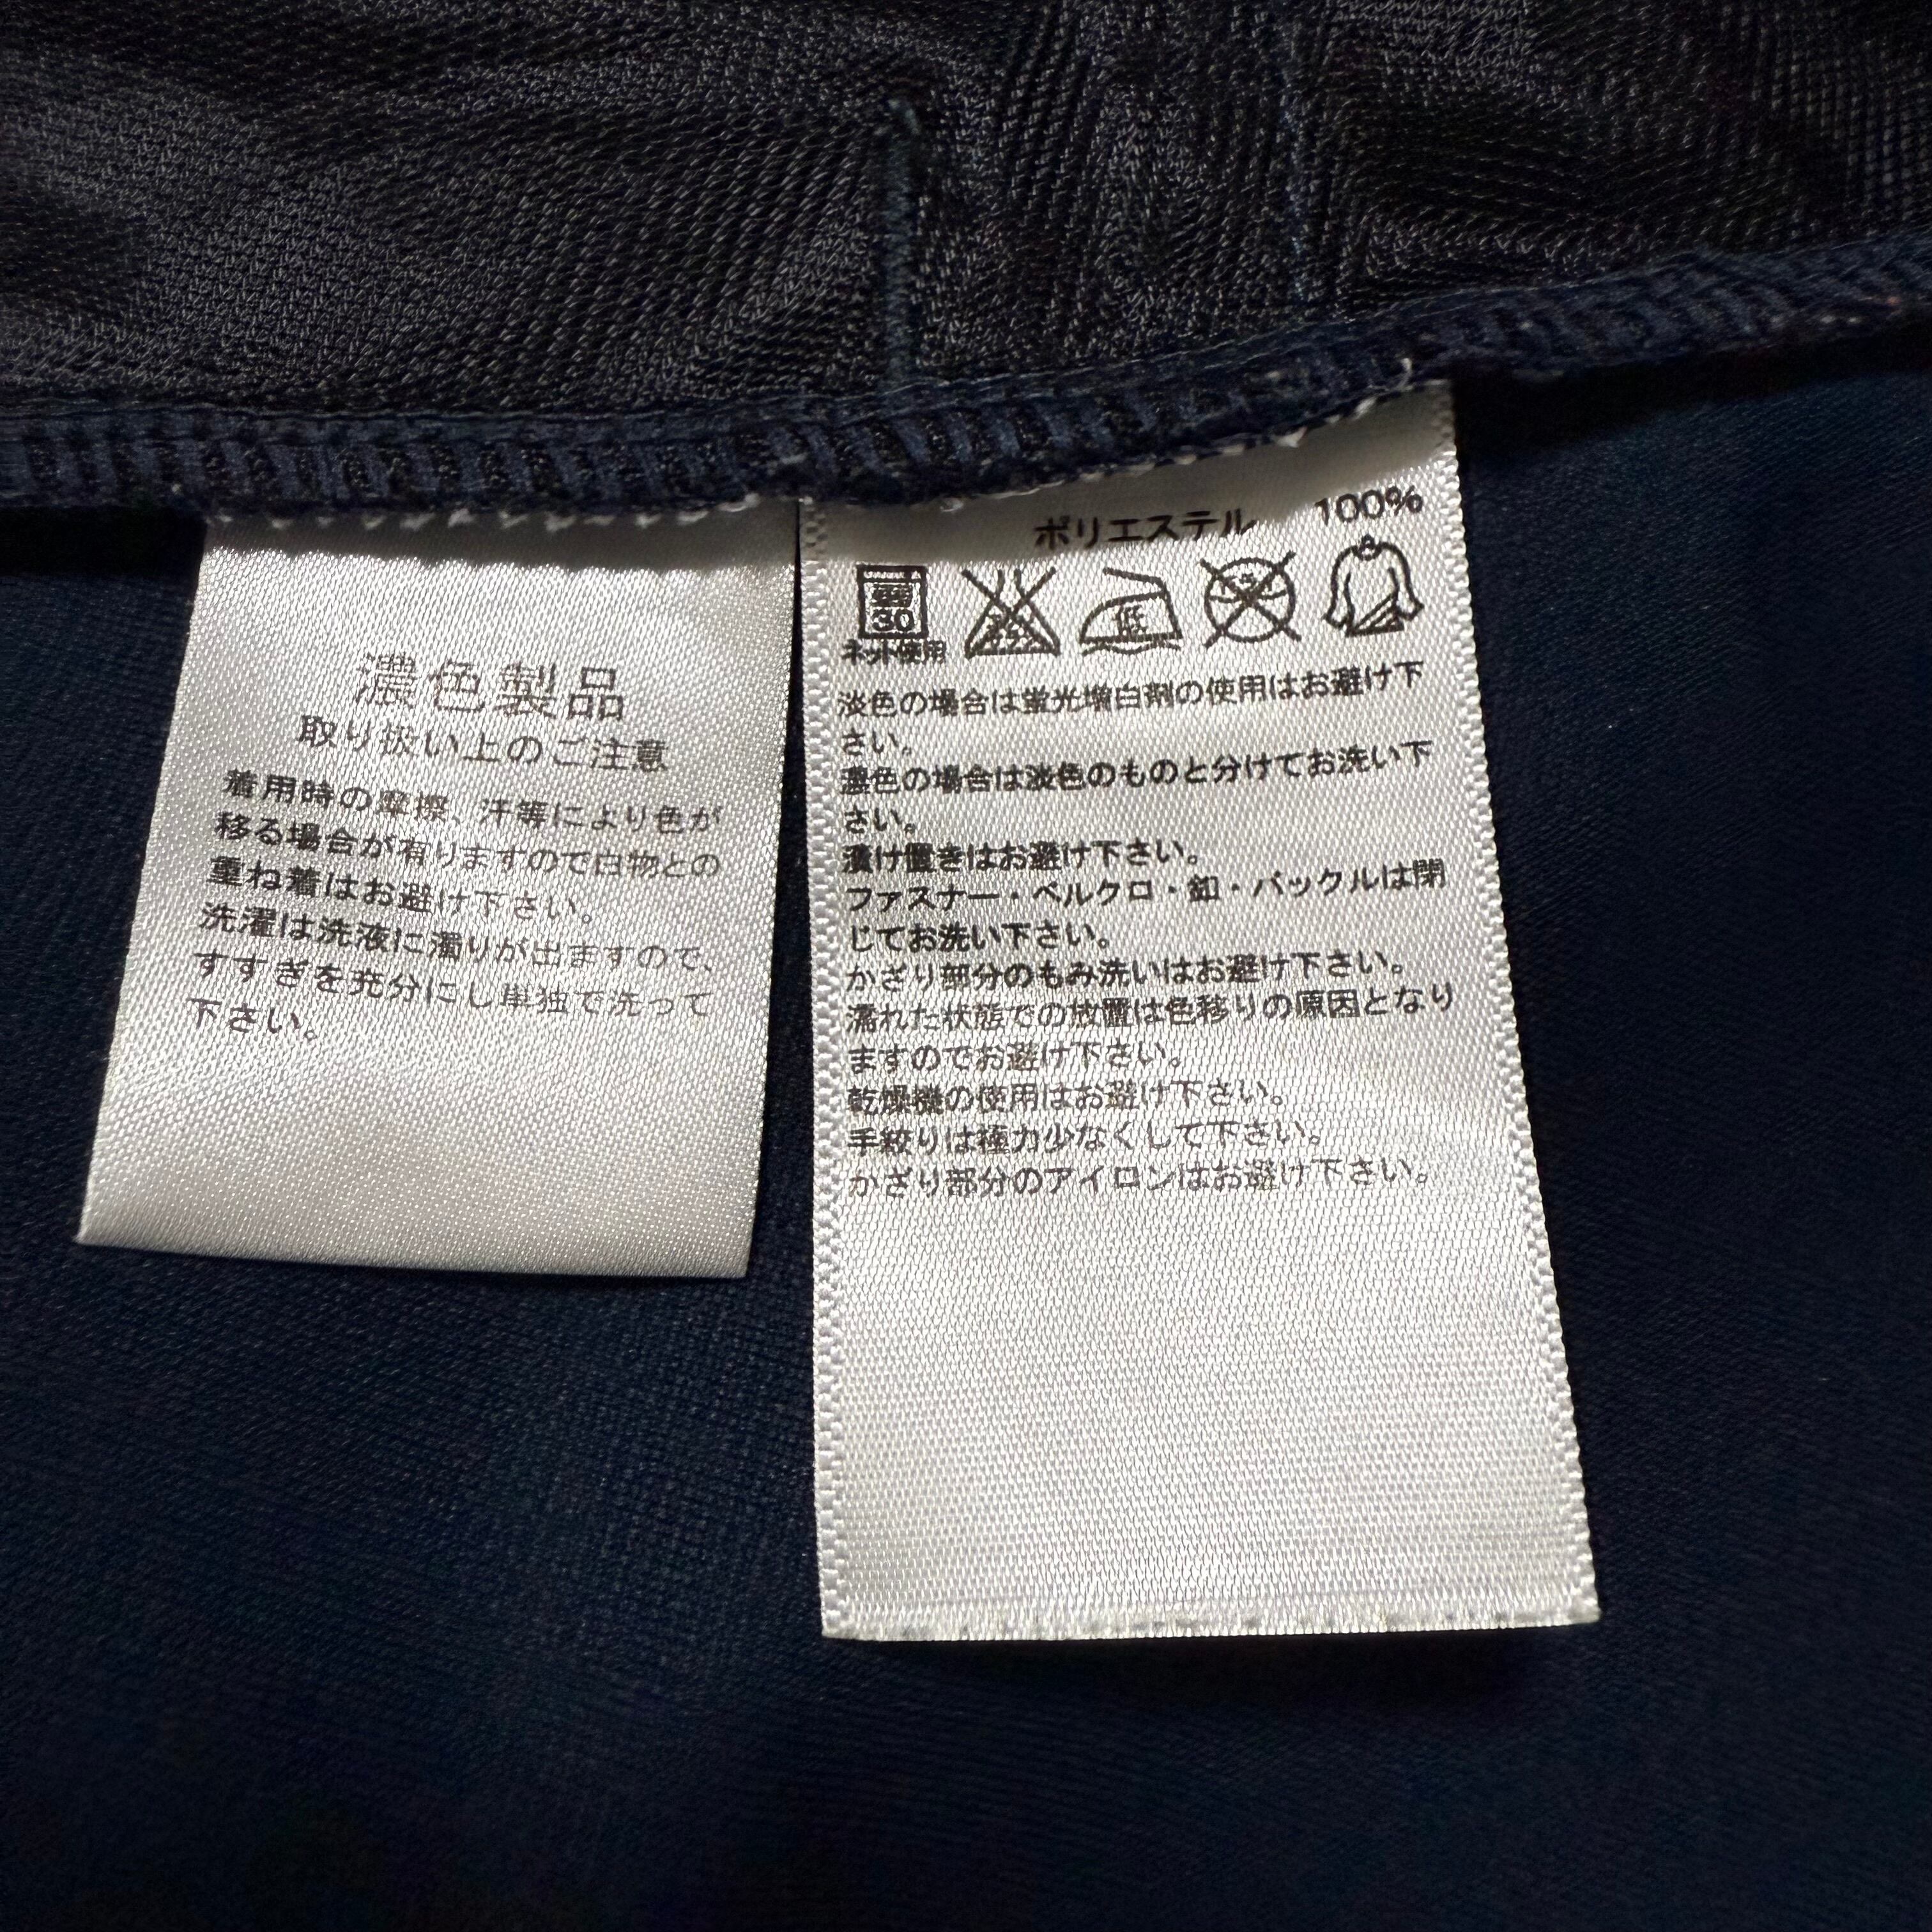 濃色製品
取り扱い上のご注意
着用時の摩擦、汗等により色が
移る場合が有りますので白物との
重ね着はお避け下さい。
洗濯は洗液に濁りが出ますので、
すすぎを充分にし単独で洗って
下さい。
ポリエステル 100%
30
低
ネット使用
淡色の場合は蛍光増白剤の使用はお避け下
さい。
濃色の場合は淡色のものと分けてお洗い下
さい。
漬け置きはお避け下さい。
ファスナー・ベルクロ・釦・バックルは閉
じてお洗い下さい。
かざり部分のもみ洗いはお避け下さい。
濡れた状態での放置は色移りの原因となり
ますのでお避け下さい。
乾燥機の使用はお避け下さい。
手絞りは極力少なくして下さい。
かざり部分のアイロンはお避け下さい。